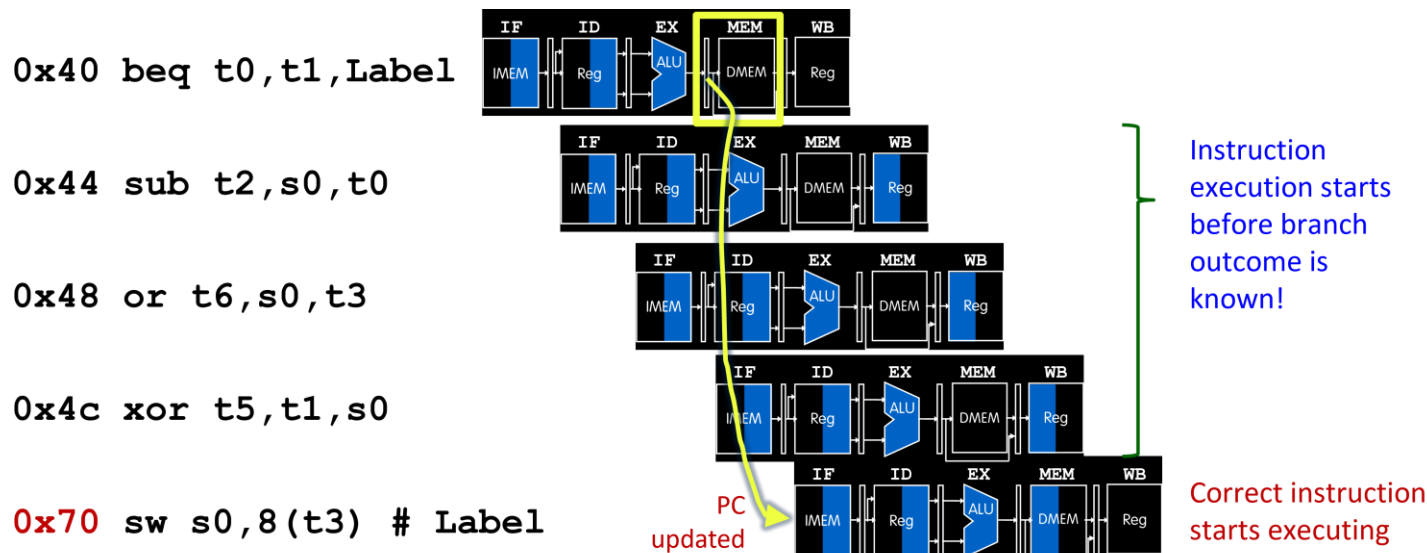 IF ID EX MEM WB
0x40 beq t0,t1,Label
IMEM Reg ALU DMEM Reg
IF ID EX MEM WB
0x44 sub t2,s0,t0
IMEM Reg ALU DMEM Reg
IF ID EX MEM WB
0x48 or t6,s0,t3
IMEM Reg ALU DMEM Reg
IF ID EX MEM WB
0x4c xor t5,t1,s0
IMEM Reg ALU DMEM Reg
IF ID EX MEM WB
0x70 sw s0,8(t3) # Label
IMEM Reg ALU DMEM Reg
PC
updated
Instruction
execution starts
before branch
outcome is
known!
Correct instruction
starts executing